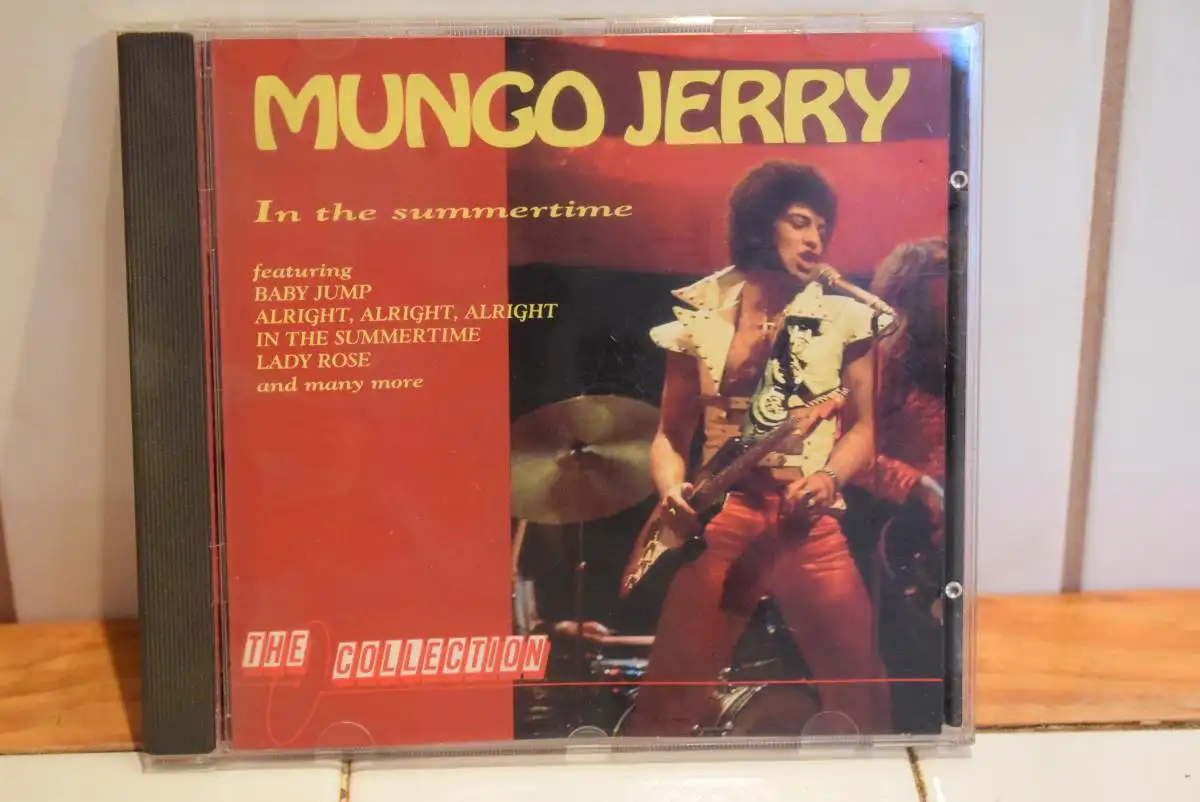 MUNGO JERRY
In the summertime
featuring
BABY JUMP
ALRIGHT, ALRIGHT, ALRIGHT
IN THE SUMMERTIME
LADY ROSE
and many more
THE COLLECTION